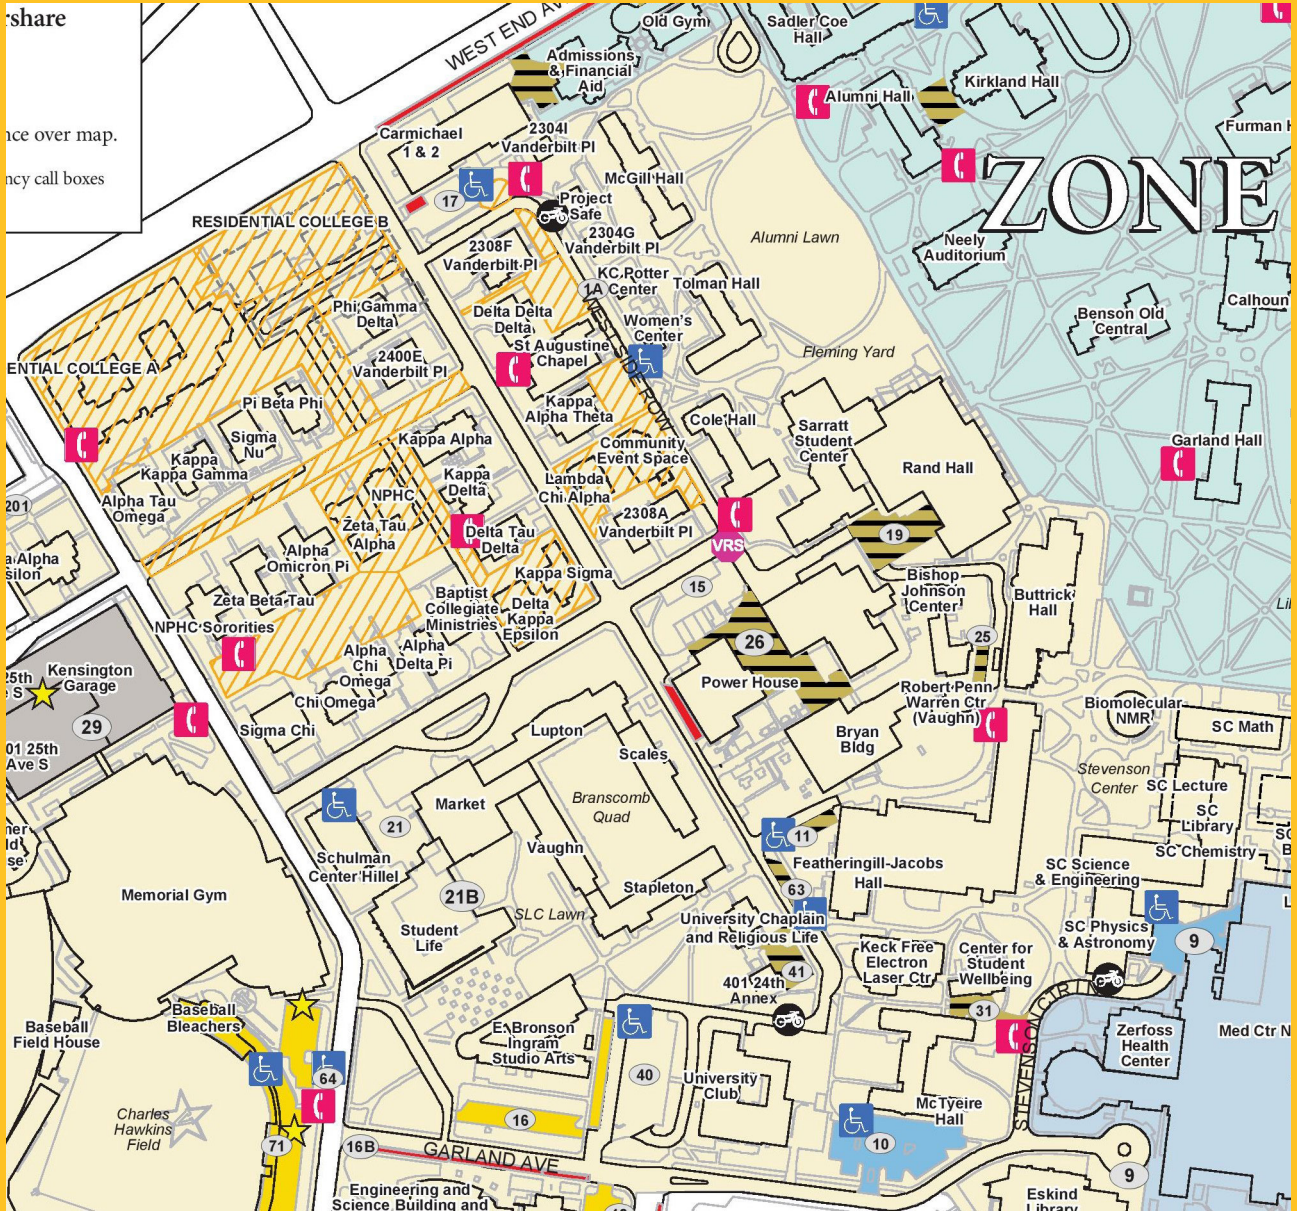 rshare
nce over map.
ncy call boxes
WEST END AV
Old Gym
Sadler Coe
Hall
Admissions
& Financial
Aid
Kirkland Hall
Alumni Hall
Furman H
ZONE
Carmichael
1 & 2
2304I
Vanderbilt Pl
McGill Hall
17
Project
Safe
RESIDENTIAL COLLEGE B
2304G
Vanderbilt Pl
2308F
Vanderbilt Pl
Alumni Lawn
Neely
Auditorium
KC Potter
Center
1A
Tolman Hall
Calhoun
Phi Gamma
Delta
Delta Delta
Delta
Women's
Center
Benson Old
Central
WEST SIDE ROW
St Augustine
Chapel
Fleming Yard
2400E
Vanderbilt Pl
ENTIAL COLLEGE A
Pi Beta Phi
Kappa
Alpha Theta
Cole Hall
Sarratt
Student
Center
Sigma
Nu
Kappa Alpha
Community
Event Space
Garland Hall
Kappa
Kappa Gamma
Rand Hall
Kappa
Delta
Lambda
Chi Alpha
NPHC
201
Alpha Tau
Omega
2308A
Vanderbilt Pl
Zeta Tau
Alpha
Delta Tau
Delta
19
VRS
a Alpha
silon
Alpha
Omicron Pi
Kappa Sigma
Bishop
Johnson
Center
15
Buttrick
Hall
Zeta Beta Tau
Baptist
Collegiate
Ministries
Delta
Kappa
Epsilon
Li
NPHC Sororities
25
26
Alpha
Delta Pi
Alpha
Chi
Omega
Kensington
Garage
25th
e S
Power House
Robert Penn
Warren Ctr
(Vaughn)
Chi Omega
Biomolecular
NMR
29
Sigma Chi
Lupton
SC Math
Bryan
Bldg
01 25th
Ave S
Scales
Stevenson
Center
SC Lecture
Market
Branscomb
Quad
SC
Library
21
11
ner
ld
se
SC
B
Vaughn
SC Chemistry
Schulman
Center Hillel
Featheringill-Jacobs
Hall
SC Science
& Engineering
Memorial Gym
Stapleton
63
21B
L
SLC Lawn
University Chaplain
and Religious Life
Student
Life
SC Physics
& Astronomy
9
Keck Free
Electron
Laser Ctr
Center for
Student
Wellbeing
41
401 24th
Annex
STEVENSON CTR LN
31
Baseball
Bleachers
Baseball
Field House
E. Bronson
Ingram
Studio Arts
Zerfoss
Health
Center
Med Ctr N
64
40
University
Club
McTyeire
Hall
Charles
Hawkins
Field
16
10
71
16B
GARLAND AVE
9
Engineering and
Science Building and
Eskind
Library